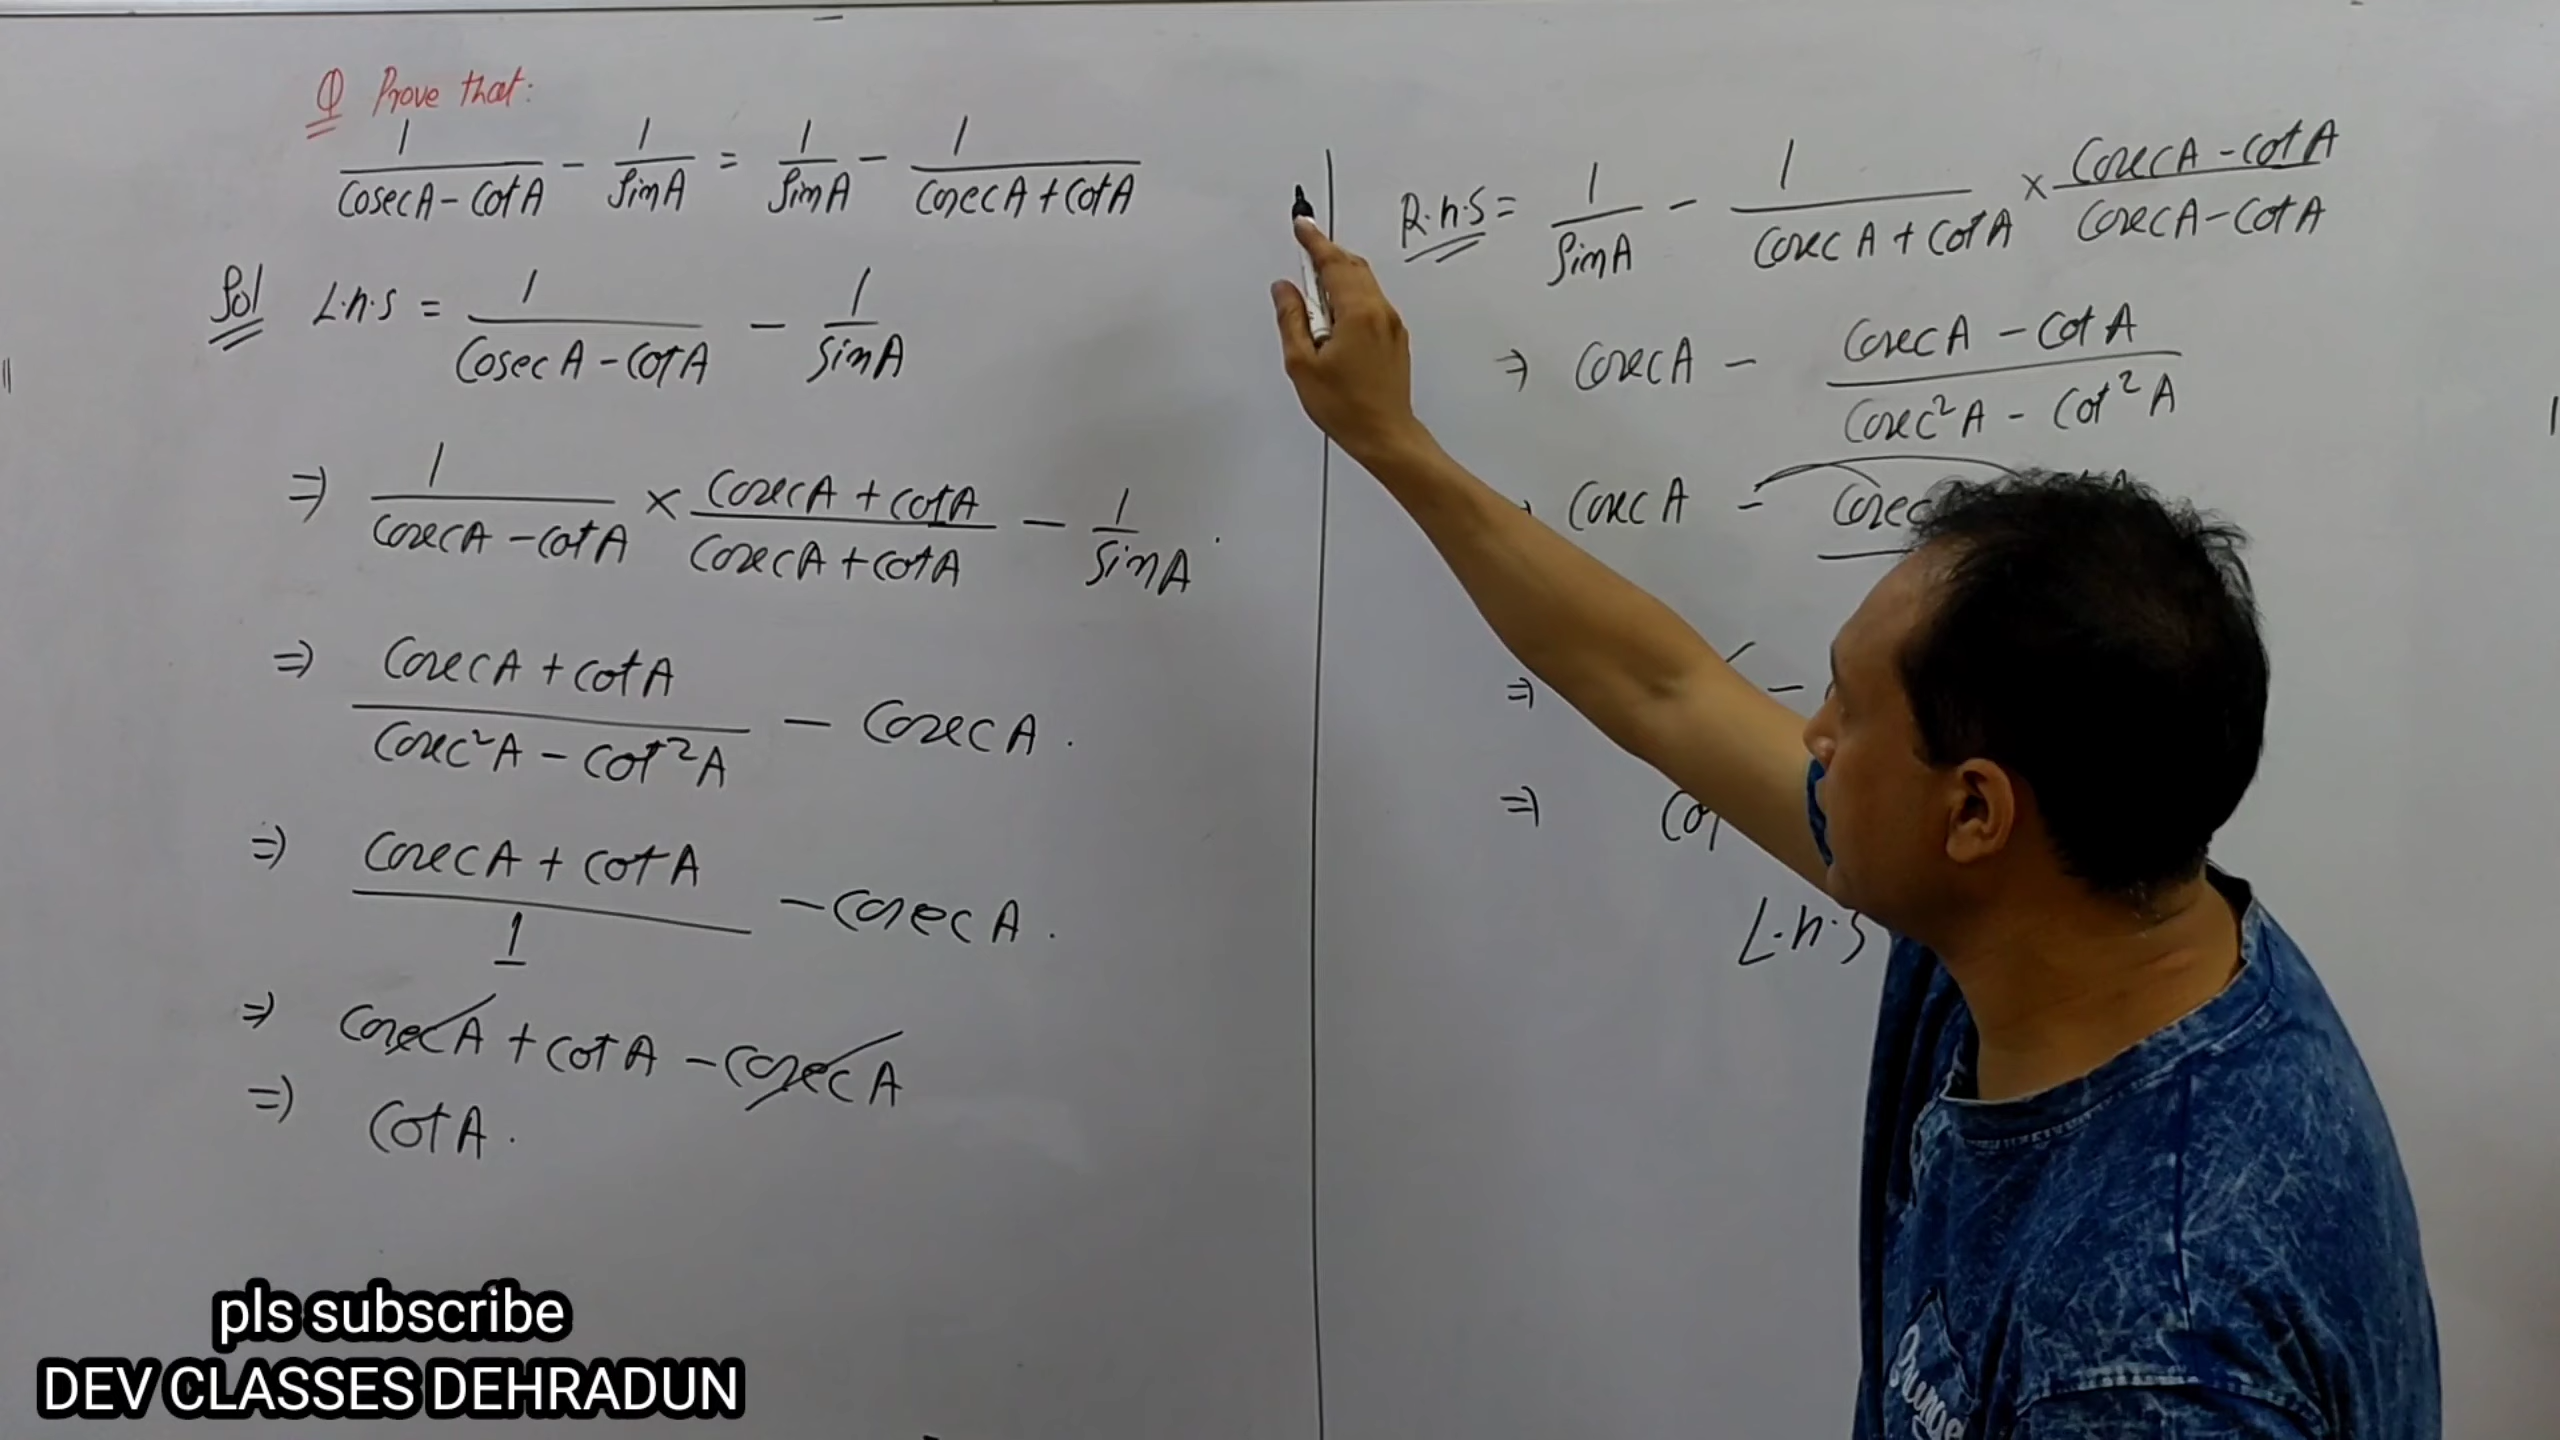 Q Prove that:
1/(CosecA - CotA) - 1/SinA = 1/SinA - 1/(CosecA + CotA)
Sol L.H.S = 1/(CosecA - CotA) - 1/SinA
⇒ 1/(CosecA - CotA) × (CosecA + CotA)/(CosecA + CotA) - 1/SinA.
⇒ (CosecA + CotA)/(Cosec²A - Cot²A) - CosecA.
⇒ (CosecA + CotA)/1 - CosecA.
⇒ CosecA + CotA - CosecA
⇒ CotA.
R.H.S = 1/SinA - 1/(CosecA + CotA) × (CosecA - CotA)/(CosecA - CotA)
⇒ CosecA - (CosecA - CotA)/(Cosec²A - Cot²A)
CosecA -
⇒ -
⇒
L.H.S
pls subscribe
DEV CLASSES DEHRADUN